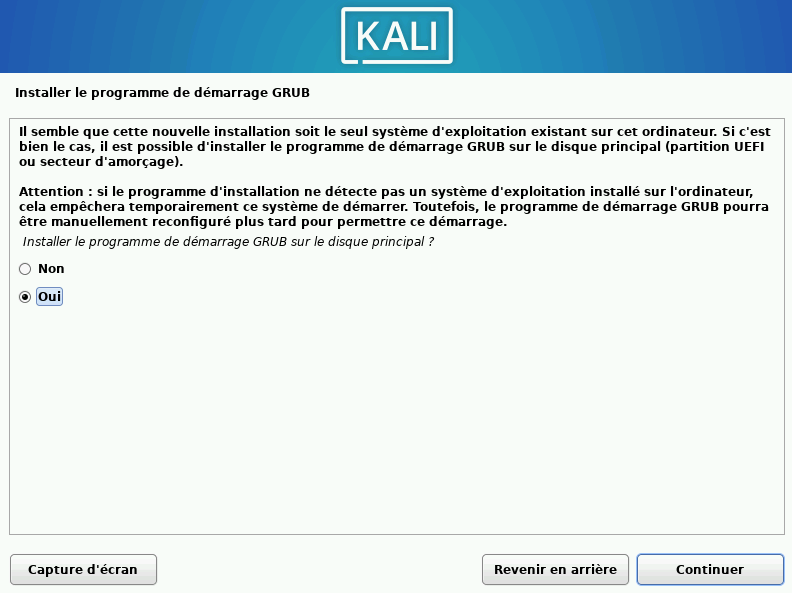 KALI
Installer le programme de démarrage GRUB
Il semble que cette nouvelle installation soit le seul système d'exploitation existant sur cet ordinateur. Si c'est
bien le cas, il est possible d'installer le programme de démarrage GRUB sur le disque principal (partition UEFI
ou secteur d'amorçage).
Attention : si le programme d'installation ne détecte pas un système d'exploitation installé sur l'ordinateur,
cela empêchera temporairement ce système de démarrer. Toutefois, le programme de démarrage GRUB pourra
être manuellement reconfiguré plus tard pour permettre ce démarrage.
Installer le programme de démarrage GRUB sur le disque principal ?
Non
Oui
Capture d'écran
Revenir en arrière
Continuer